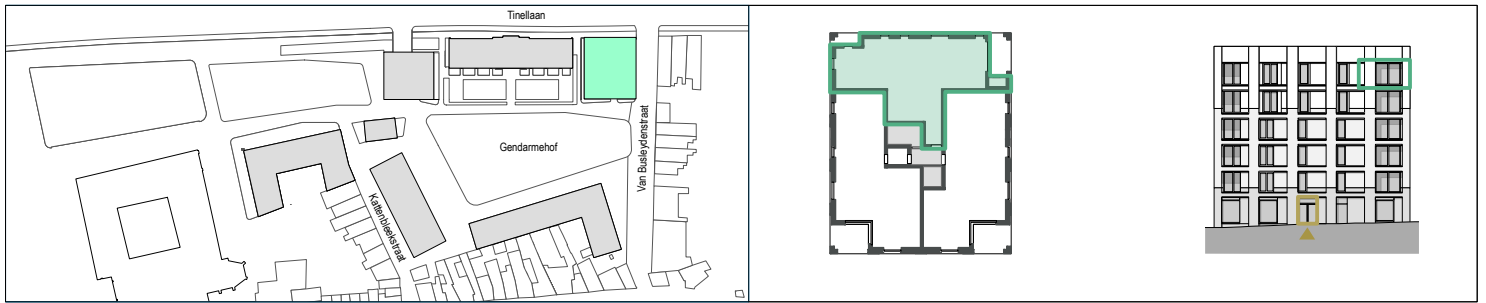 Tinellaan
Gendarmehof
Van Busleydenstraat
Kattenbleekstraat